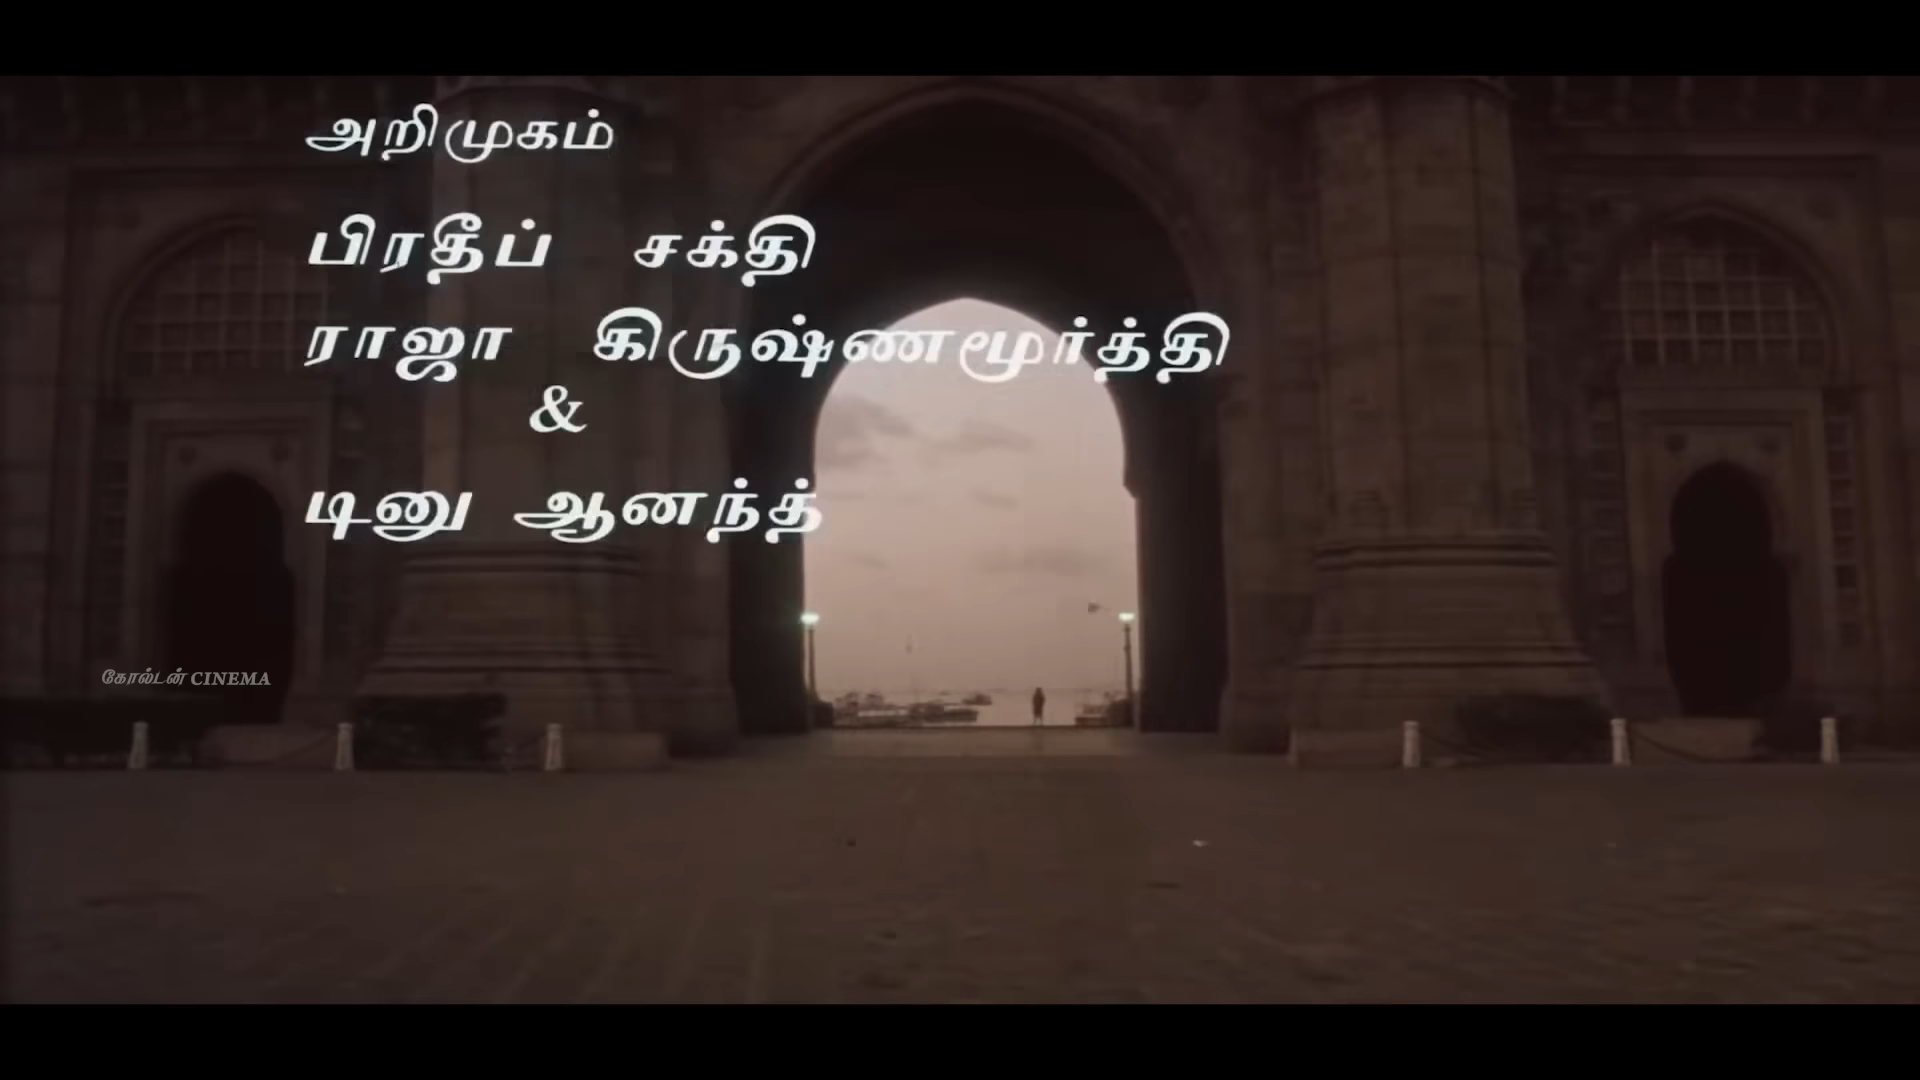 அறிமுகம்
பிரதீப் சக்தி
ராஜா கிருஷ்ணமூர்த்தி
&
டினு ஆனந்த்
கோல்டன் CINEMA